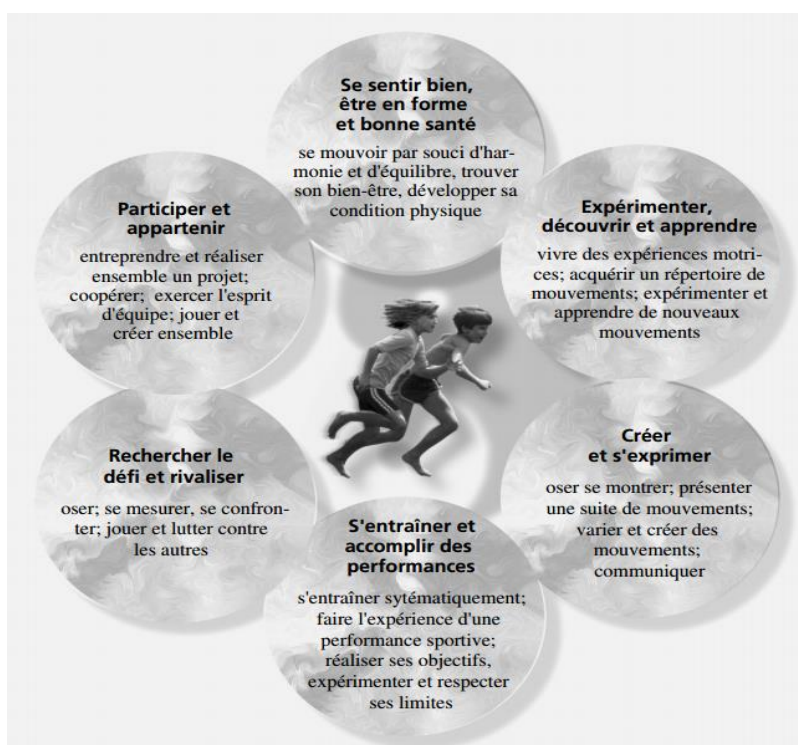 Se sentir bien,
être en forme
et bonne santé
se mouvoir par souci d'har-
monie et d'équilibre, trouver
son bien-être, développer sa
condition physique
Expérimenter,
découvrir et apprendre
vivre des expériences motri-
ces; acquérir un répertoire de
mouvements; expérimenter et
apprendre de nouveaux
mouvements
Créer
et s'exprimer
oser se montrer; présenter
une suite de mouvements;
varier et créer des
mouvements;
communiquer
S'entraîner et
accomplir des
performances
s'entraîner sytématiquement;
faire l'expérience d'une
performance sportive;
réaliser ses objectifs,
expérimenter et respecter
ses limites
Rechercher le
défi et rivaliser
oser; se mesurer, se confron-
ter; jouer et lutter contre
les autres
Participer et
appartenir
entreprendre et réaliser
ensemble un projet;
coopérer; exercer l'esprit
d'équipe; jouer et
créer ensemble